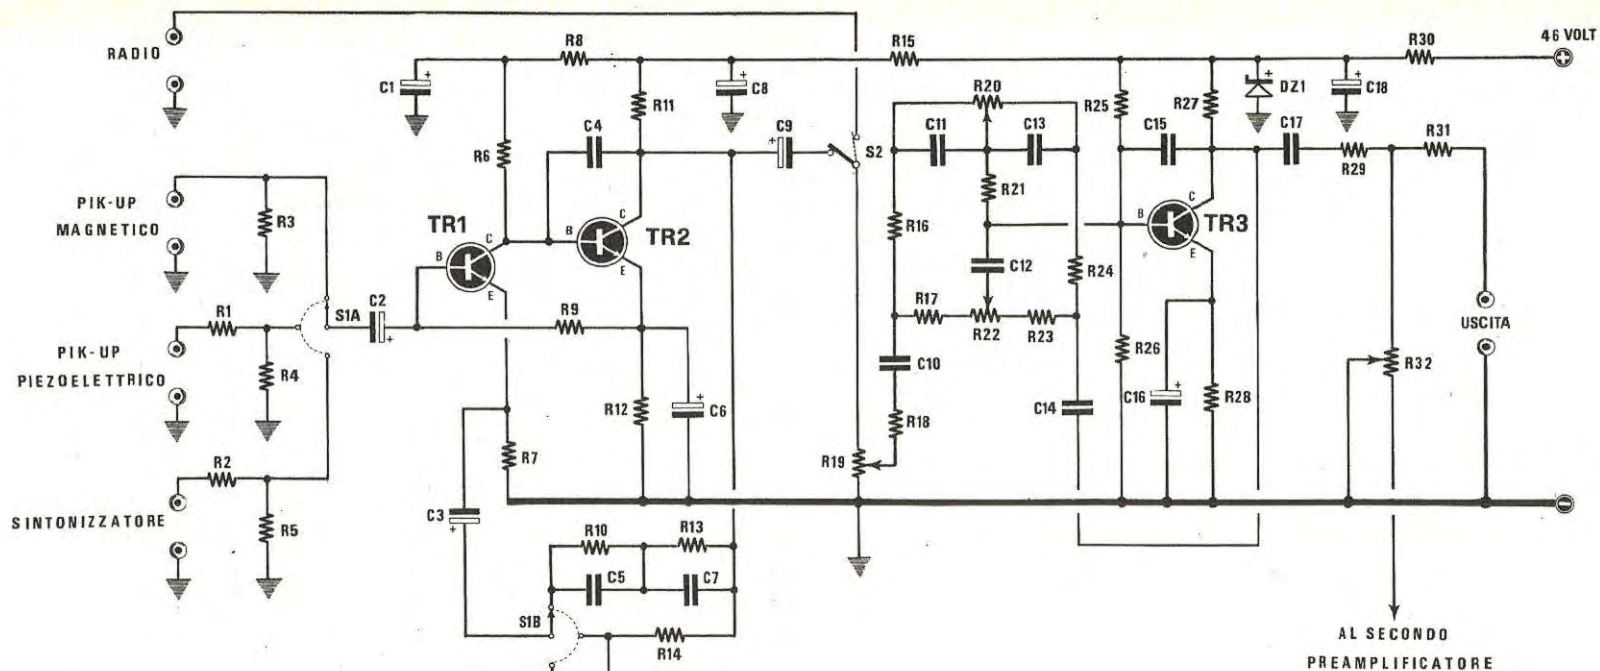 46 VOLT
R8
R15
R30
RADIO
C1
+
C8
+
DZ1
+
C18
+
R20
R11
R25
R27
R6
C4
C9
+
S2
C11
C13
C15
C17
R31
R29
PIK-UP
MAGNETICO
R3
TR1
C
B
E
TR2
C
B
E
R21
R16
TR3
C
B
E
C12
R24
R1
S1A
C2
+
R9
R17
R22
R23
USCITA
PIK-UP
PIEZOELETTRICO
R4
C10
R26
R32
R12
C6
+
C14
C16
+
R28
R18
R2
R7
R19
SINTONIZZATORE
R5
C3
+
R10
R13
C5
C7
S1B
R14
AL SECONDO
PREAMPLIFICATORE